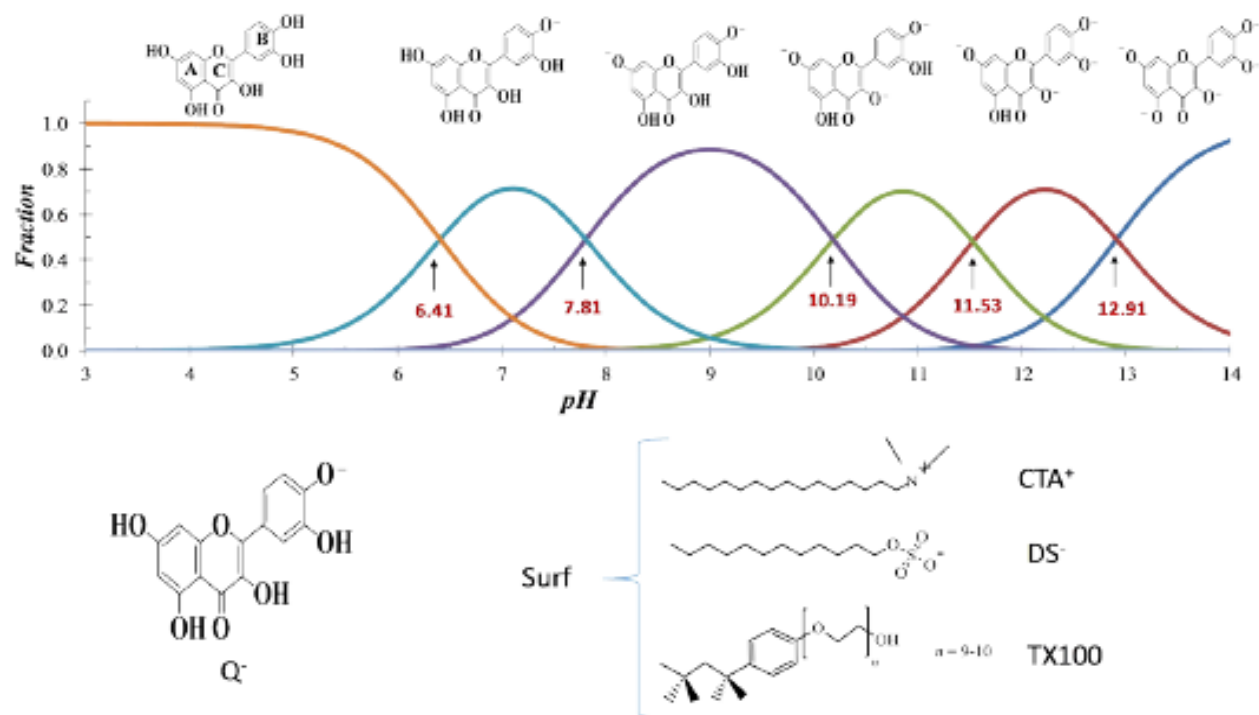 OH
O⁻
O⁻
O⁻
O⁻
O⁻
HO O B OH
HO O OH
⁻O O OH
⁻O O OH
⁻O O O⁻
⁻O O O⁻
A C OH
OH
OH
O⁻
O⁻
O⁻
OH O
OH O
OH O
OH O
OH O
⁻O O
1.0
0.8
0.6
0.4
0.2
0.0
Fraction
6.41
7.81
10.19
11.53
12.91
3 4 5 6 7 8 9 10 11 12 13 14
pH
O⁻
HO O OH
OH
OH O
Q⁻
Surf
N⁺ CTA⁺
O S O O O⁻ DS⁻
O OH n n = 9-10 TX100